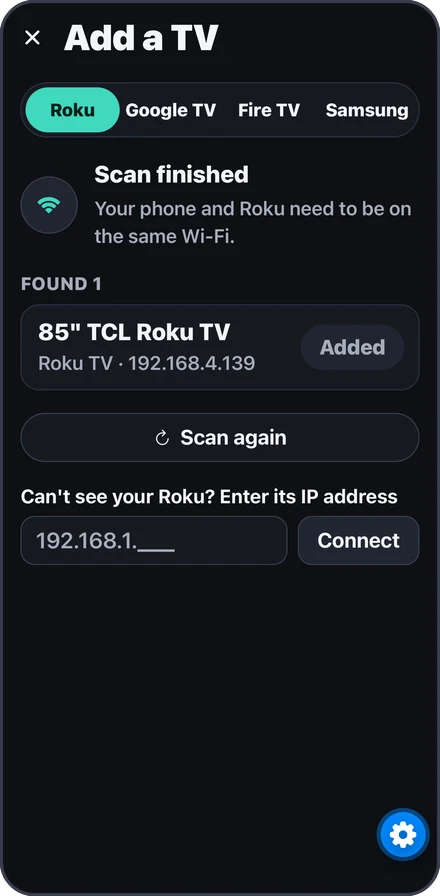 Add a TV
Roku
Google TV
Fire TV
Samsung
Scan finished
Your phone and Roku need to be on
the same Wi-Fi.
FOUND 1
85" TCL Roku TV
Roku TV · 192.168.4.139
Added
Scan again
Can't see your Roku? Enter its IP address
192.168.1.___
Connect